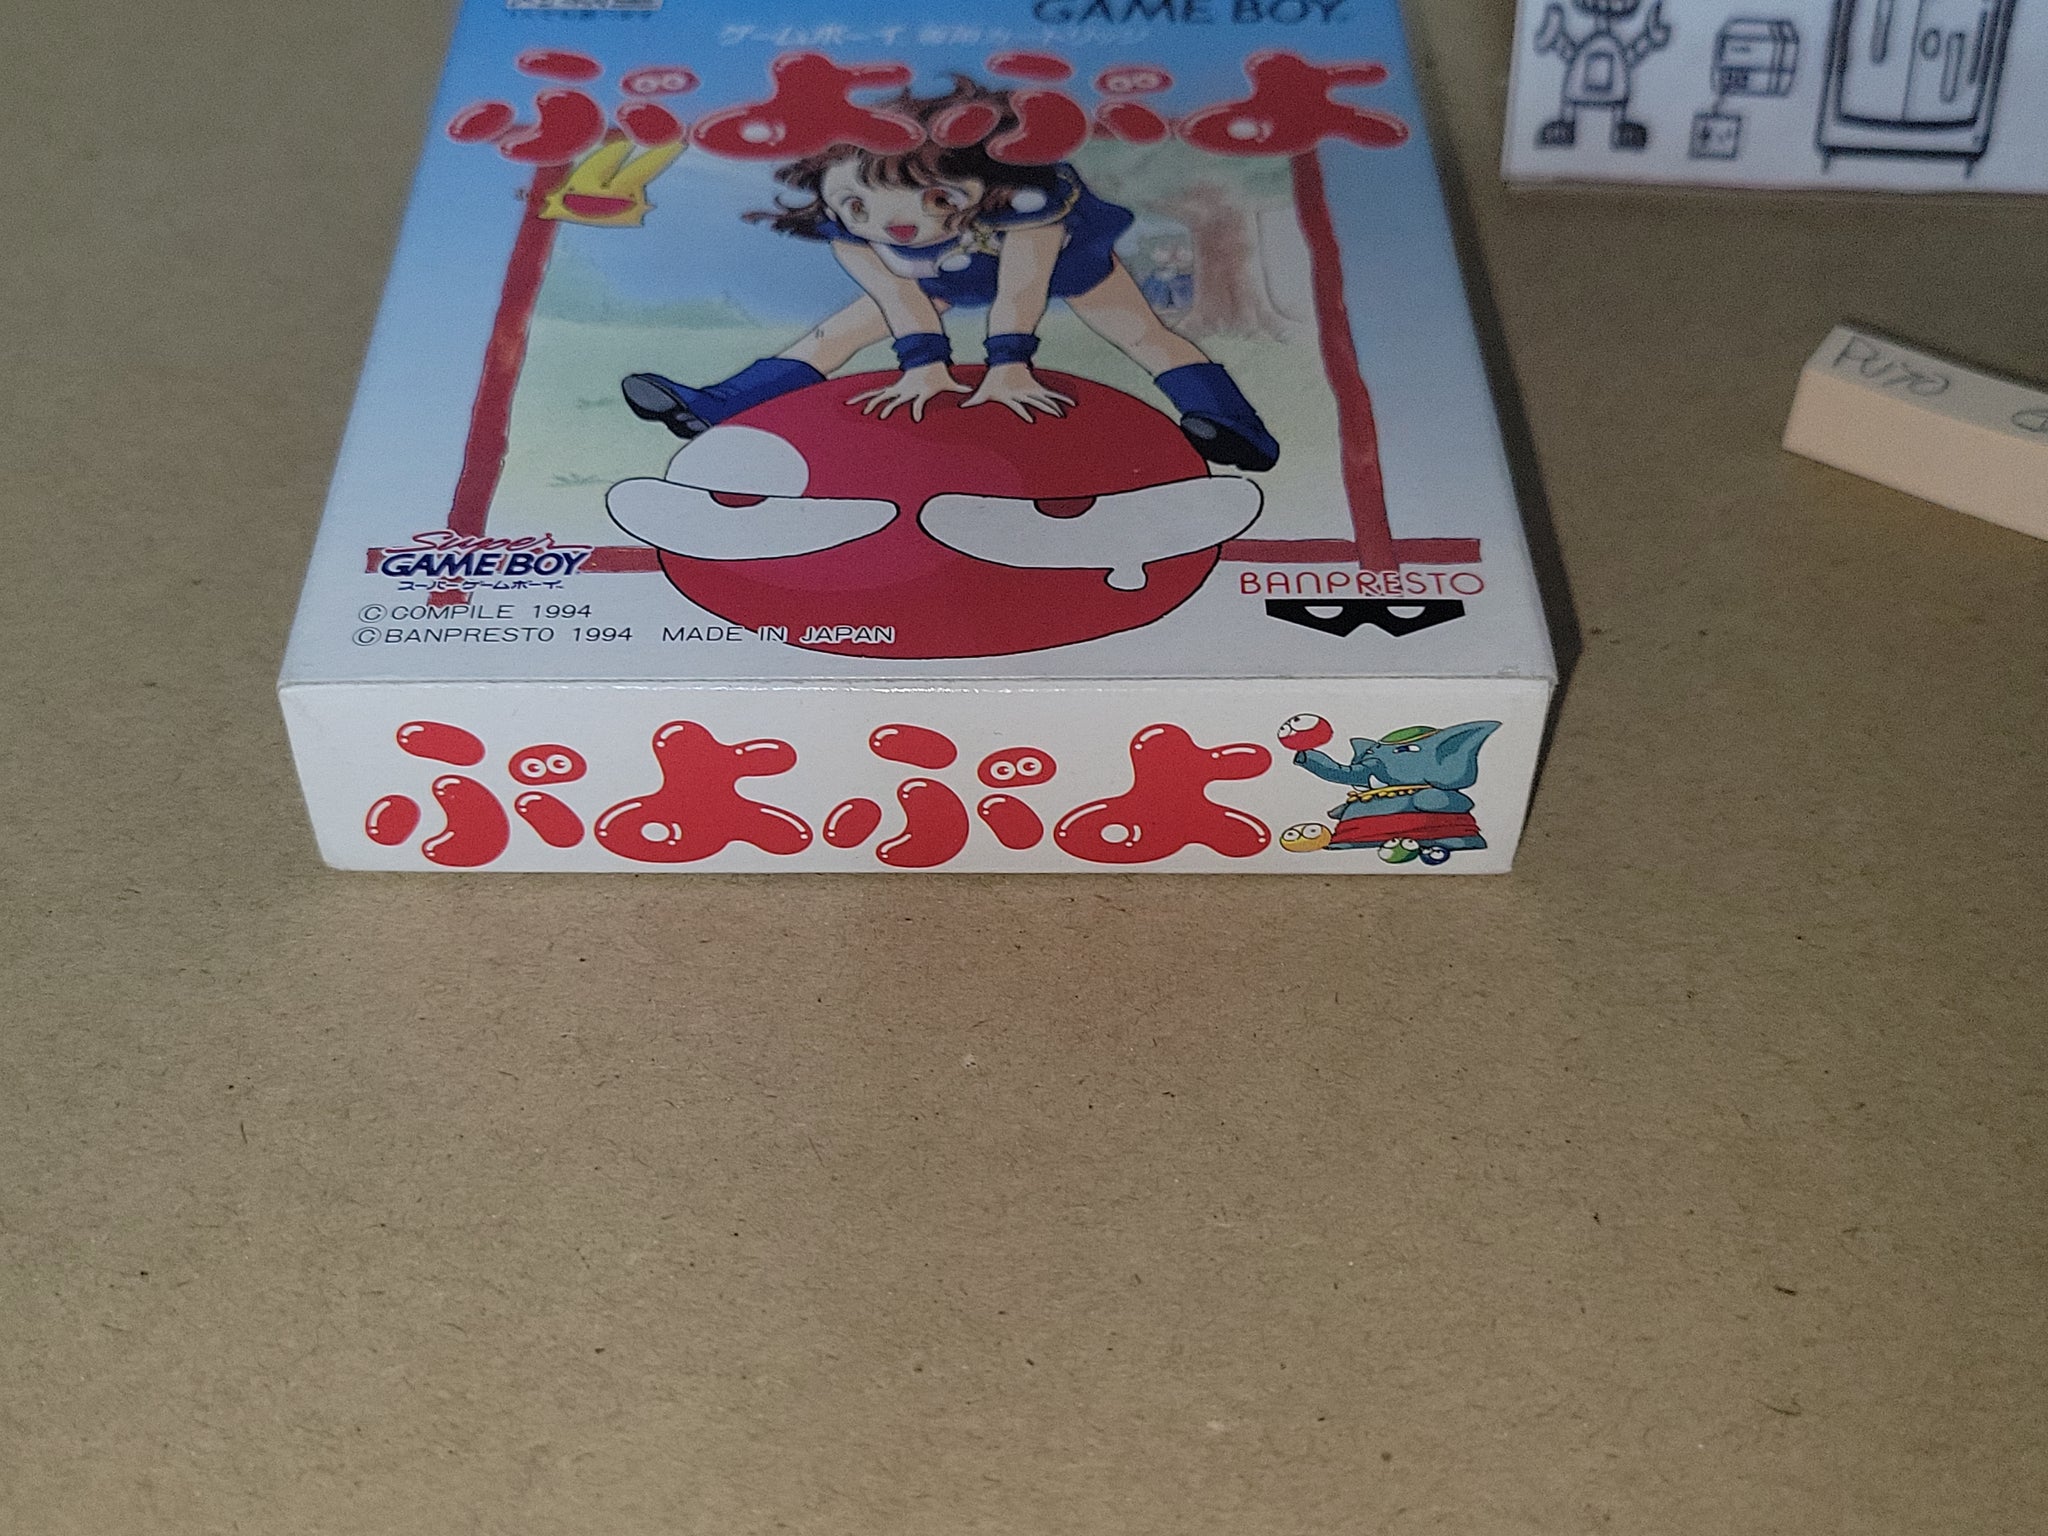 GAME BOY
ゲームボーイ 専用カートリッジ
ぷよぷよ
Super
GAME BOY
スーパーゲームボーイ
©COMPILE 1994
©BANPRESTO 1994 MADE IN JAPAN
BANPRESTO
ぷよぷよ
PUYO